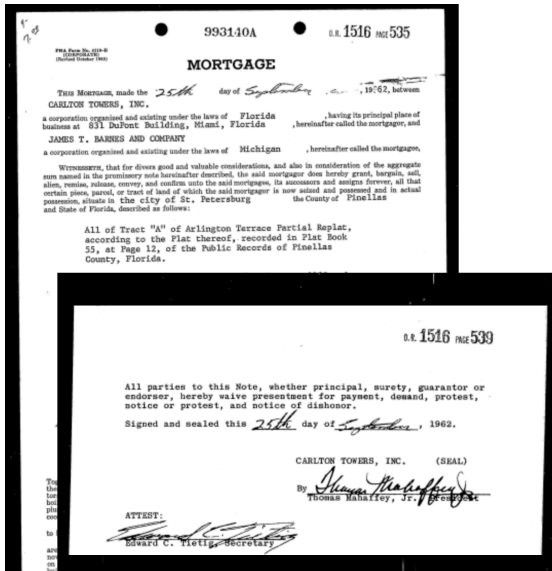 993140A
O.R. 1516 PAGE 535
FHA Form No. 4219-B
(CORPORATE)
(Revised October 1962)
MORTGAGE
THIS MORTGAGE, made the 25th day of September, 1962, between
CARLTON TOWERS, INC.
a corporation organized and existing under the laws of Florida , having its principal place of
business at 831 DuPont Building, Miami, Florida , hereinafter called the mortgagor, and
JAMES T. BARNES AND COMPANY
a corporation organized and existing under the laws of Michigan , hereinafter called the mortgagee,
WITNESSETH, that for divers good and valuable considerations, and also in consideration of the aggregate
sum named in the promissory note hereinafter described, the said mortgagor does hereby grant, bargain, sell,
alien, remise, release, convey, and confirm unto the said mortgagee, its successors and assigns forever, all that
certain piece, parcel, or tract of land of which the said mortgagor is now seized and possessed and in actual
possession, situate in the city of St. Petersburg the County of Pinellas
and State of Florida, described as follows:
All of Tract "A" of Arlington Terrace Partial Replat,
according to the Plat thereof, recorded in Plat Book
55, at Page 12, of the Public Records of Pinellas
County, Florida.
O.R. 1516 PAGE 539
All parties to this Note, whether principal, surety, guarantor or
endorser, hereby waive presentment for payment, demand, protest,
notice or protest, and notice of dishonor.
Signed and sealed this 25th day of September, 1962.
CARLTON TOWERS, INC. (SEAL)
By Thomas Mahaffey Jr
Thomas Mahaffey, Jr. President
ATTEST:
Edward C. Tietig
Edward C. Tietig, Secretary